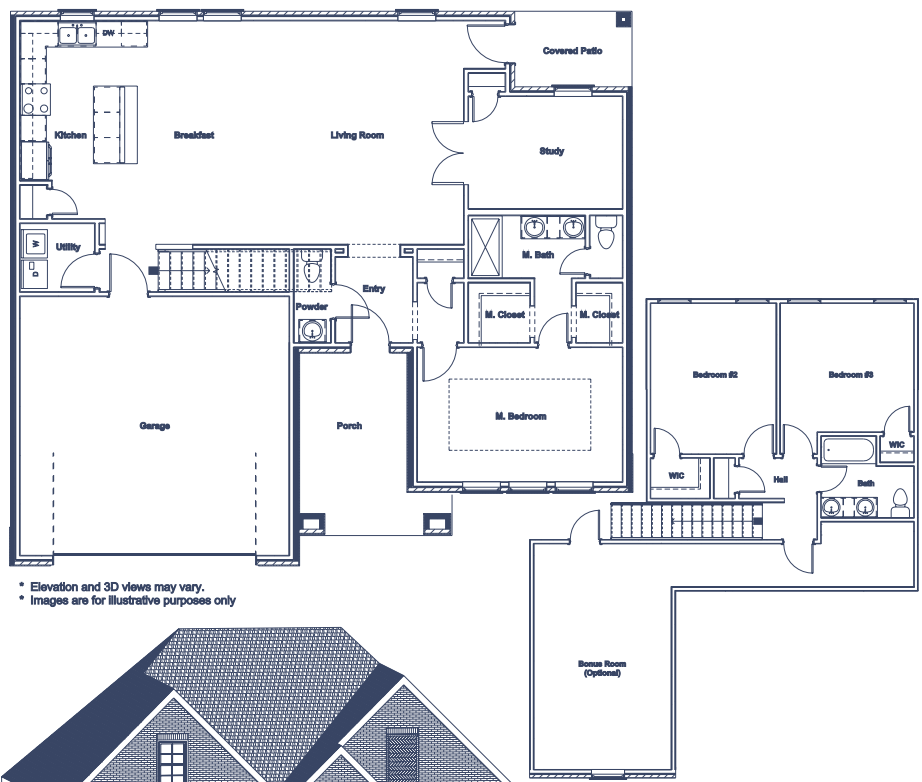 DW
Covered Patio
Kitchen
Breakfast
Living Room
Study
W
Utility
D
M. Bath
Entry
Powder
M. Closet
M. Closet
M. Bedroom
Garage
Porch
Bedroom #2
Bedroom #3
WIC
WIC
Hall
Bath
Bonus Room
(Optional)
* Elevation and 3D views may vary.
* Images are for illustrative purposes only